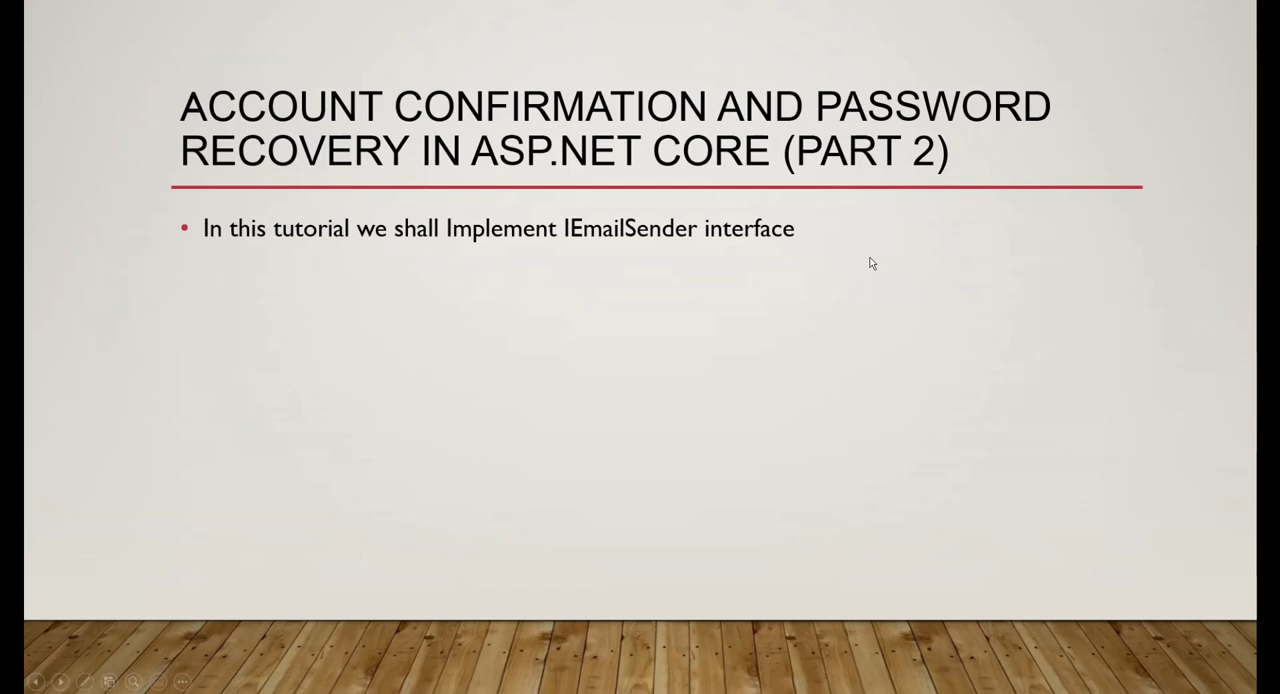 ACCOUNT CONFIRMATION AND PASSWORD
RECOVERY IN ASP.NET CORE (PART 2)
• In this tutorial we shall Implement IEmailSender interface